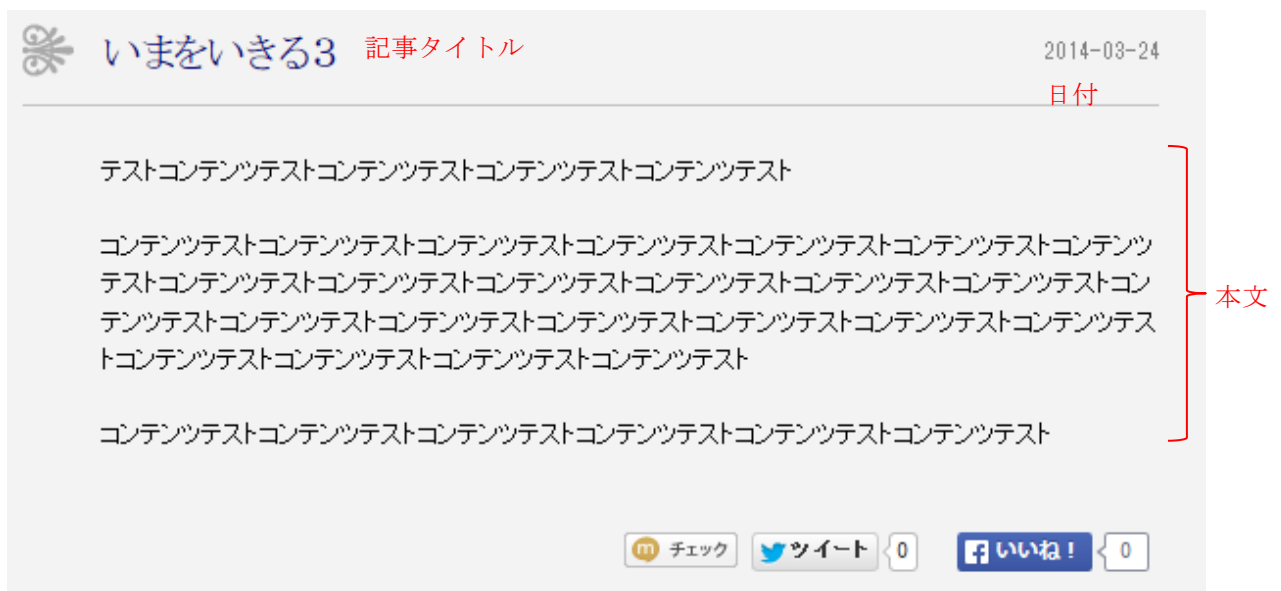 いまをいきる3 記事タイトル 2014-03-24
日付
テストコンテンツテストコンテンツテストコンテンツテストコンテンツテスト
コンテンツテストコンテンツテストコンテンツテストコンテンツテストコンテンツテストコンテンツテストコンテンツ
テストコンテンツテストコンテンツテストコンテンツテストコンテンツテストコンテンツテストコンテンツテストコン
テンツテストコンテンツテストコンテンツテストコンテンツテストコンテンツテストコンテンツテストコンテンツテス
トコンテンツテストコンテンツテストコンテンツテストコンテンツテスト
本文
コンテンツテストコンテンツテストコンテンツテストコンテンツテストコンテンツテストコンテンツテスト
m チェック ツイート 0 いいね! 0